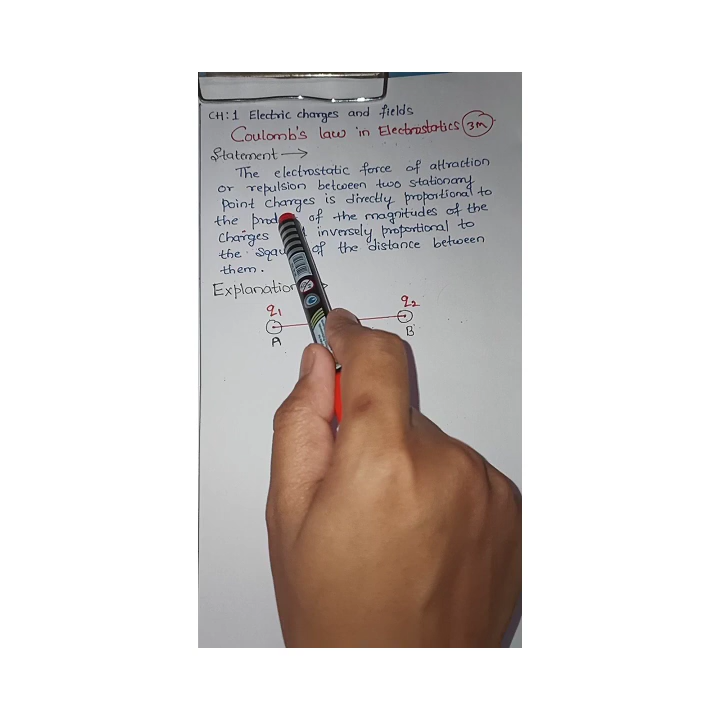 CH:1 Electric charges and fields
Coulomb's law in Electrostatics 3m
Statement →
The electrostatic force of attraction
or repulsion between two stationary
point charges is directly proportional to
the of the magnitudes of the
charges inversely proportional to
the of the distance between
them.
Explanation
q1 q2
A B